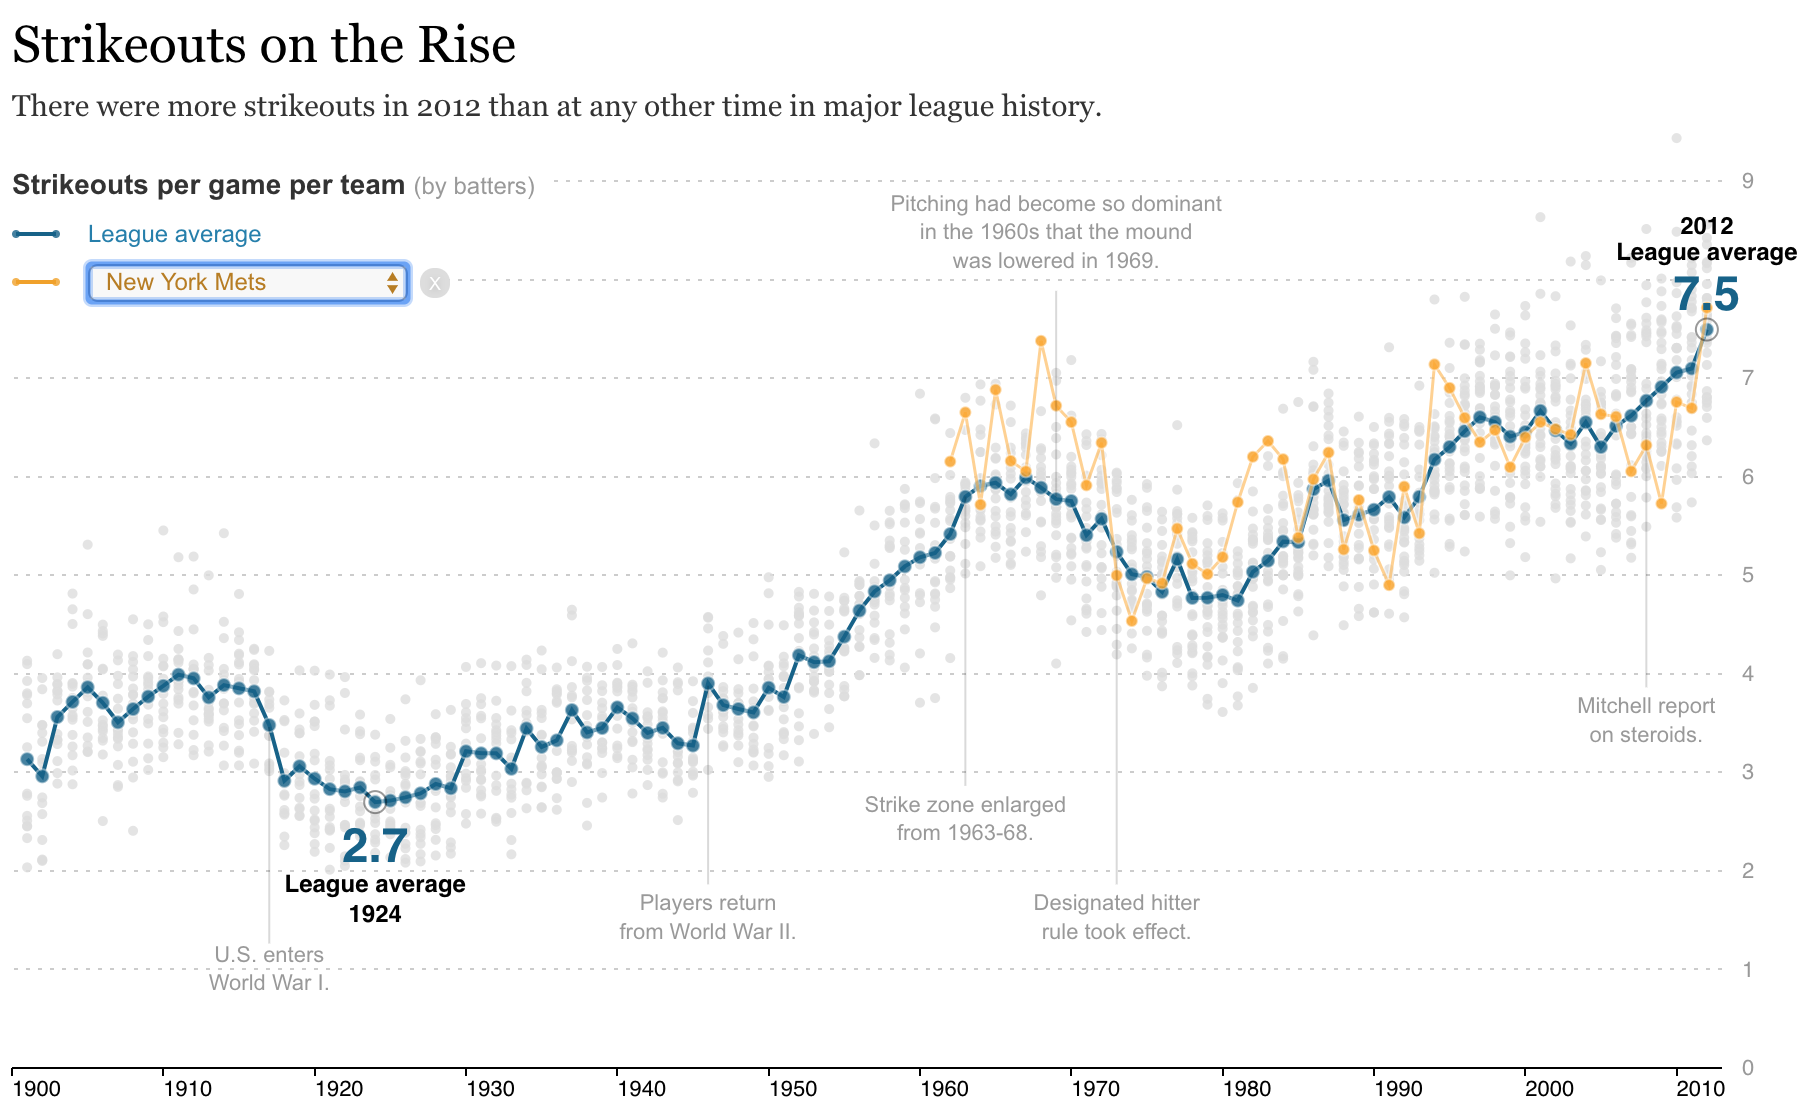 Strikeouts on the Rise
There were more strikeouts in 2012 than at any other time in major league history.
Strikeouts per game per team (by batters)
League average
New York Mets
X
Pitching had become so dominant
in the 1960s that the mound
was lowered in 1969.
2012
League average
7.5
9
7
6
5
4
3
2
1
0
Mitchell report
on steroids.
Strike zone enlarged
from 1963-68.
2.7
League average
1924
Players return
from World War II.
Designated hitter
rule took effect.
U.S. enters
World War I.
1900 1910 1920 1930 1940 1950 1960 1970 1980 1990 2000 2010